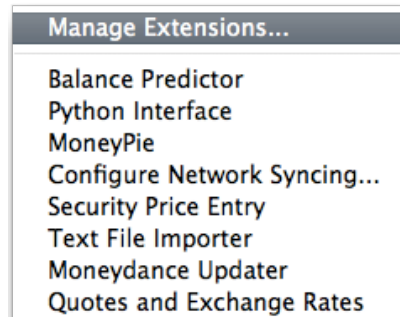 Manage Extensions...
Balance Predictor
Python Interface
MoneyPie
Configure Network Syncing...
Security Price Entry
Text File Importer
Moneydance Updater
Quotes and Exchange Rates